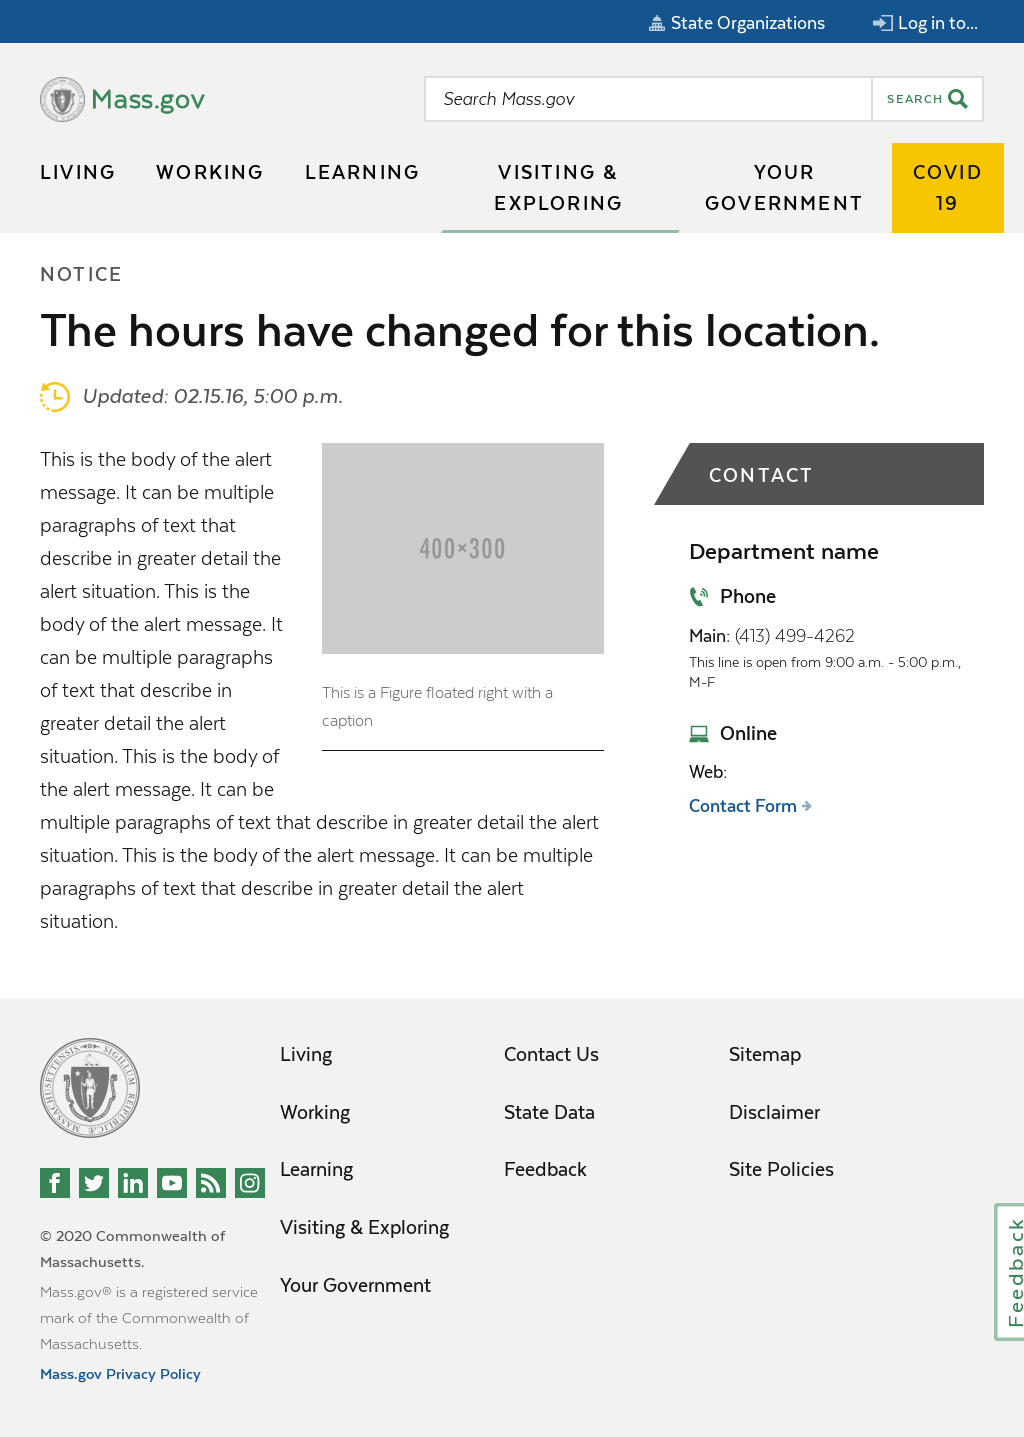 State Organizations
Log in to...
Mass.gov
Search Mass.gov
SEARCH
LIVING
WORKING
LEARNING
VISITING &
EXPLORING
YOUR
GOVERNMENT
COVID
19
NOTICE
The hours have changed for this location.
Updated: 02.15.16, 5:00 p.m.
This is the body of the alert
message. It can be multiple
paragraphs of text that
describe in greater detail the
alert situation. This is the
body of the alert message. It
can be multiple paragraphs
of text that describe in
greater detail the alert
situation. This is the body of
the alert message. It can be
multiple paragraphs of text that describe in greater detail the alert
situation. This is the body of the alert message. It can be multiple
paragraphs of text that describe in greater detail the alert
situation.
400×300
This is a Figure floated right with a
caption
CONTACT
Department name
Phone
Main: (413) 499-4262
This line is open from 9:00 a.m. - 5:00 p.m.,
M-F
Online
Web:
Contact Form
Living
Working
Learning
Visiting & Exploring
Your Government
Contact Us
State Data
Feedback
Sitemap
Disclaimer
Site Policies
© 2020 Commonwealth of
Massachusetts.
Mass.gov® is a registered service
mark of the Commonwealth of
Massachusetts.
Mass.gov Privacy Policy
Feedback